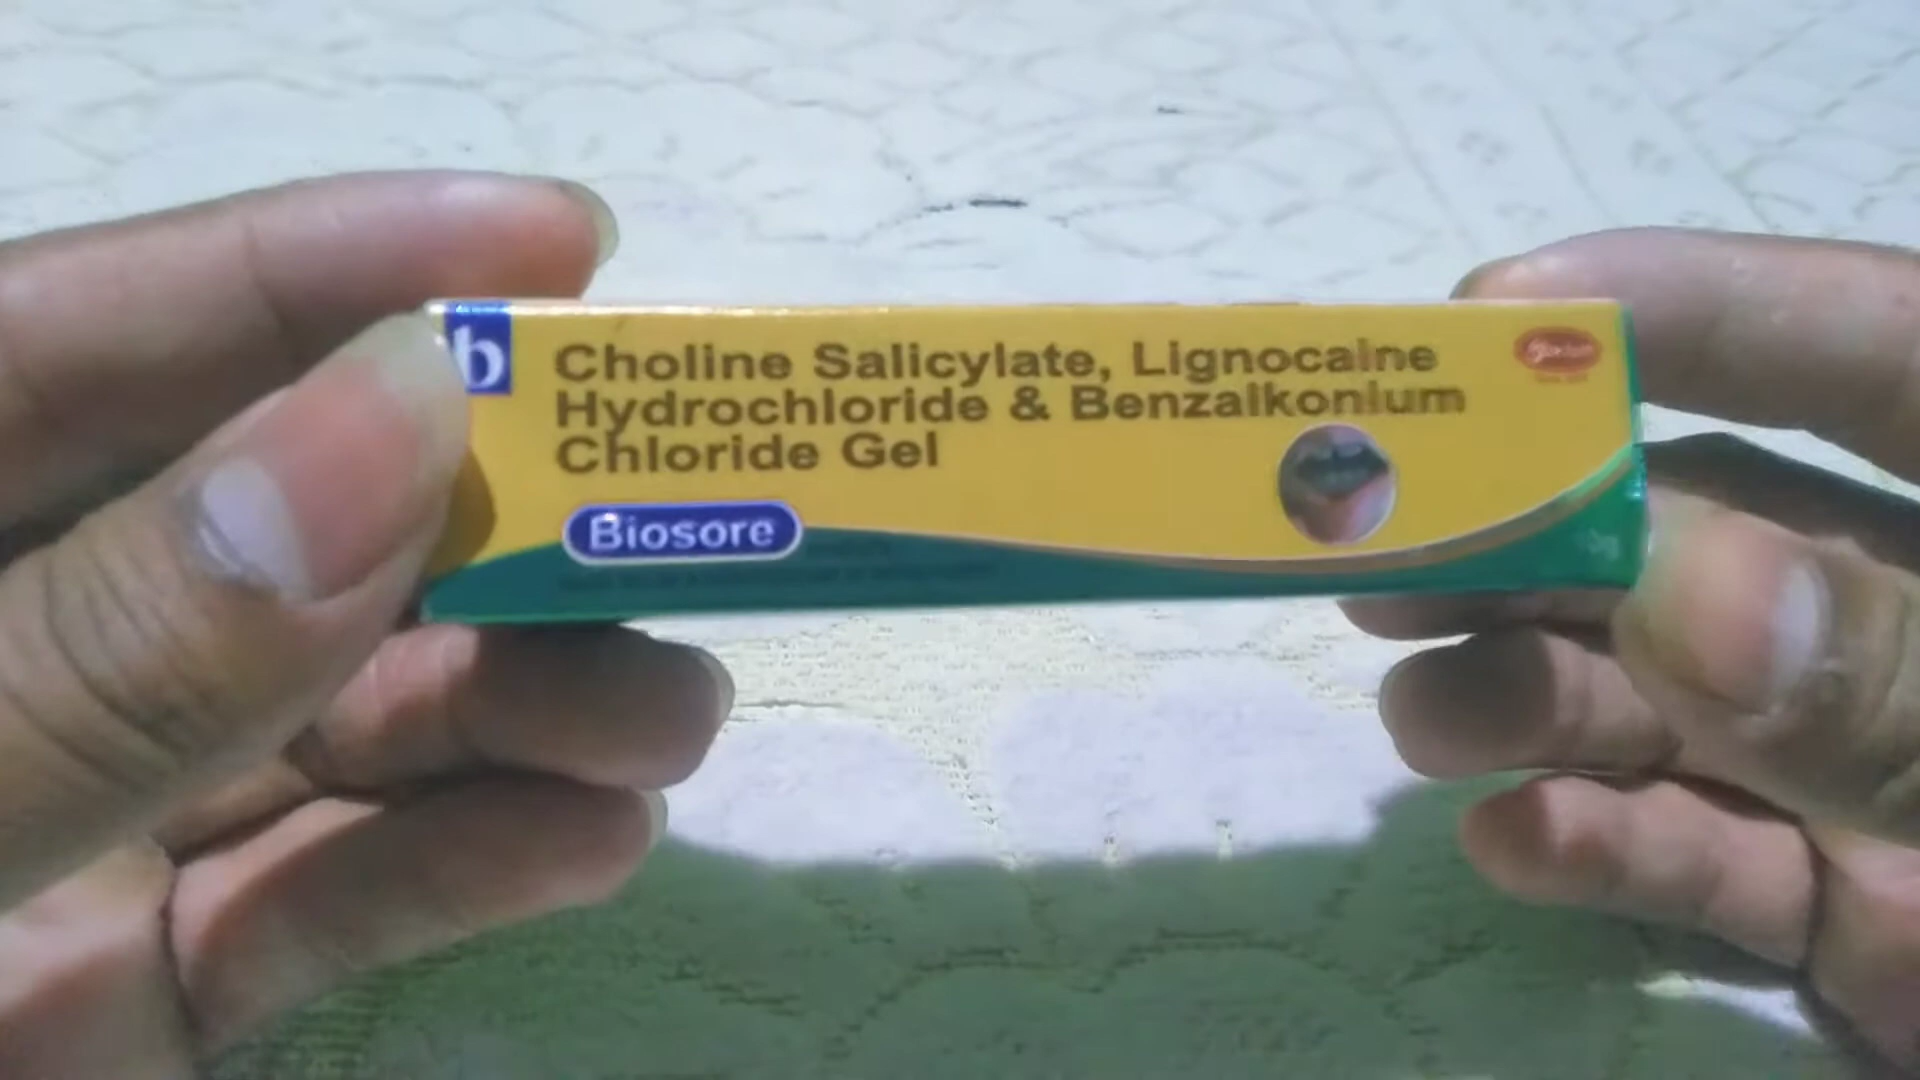 b
Choline Salicylate, Lignocaine
Hydrochloride & Benzalkonium
Chloride Gel
Biosore